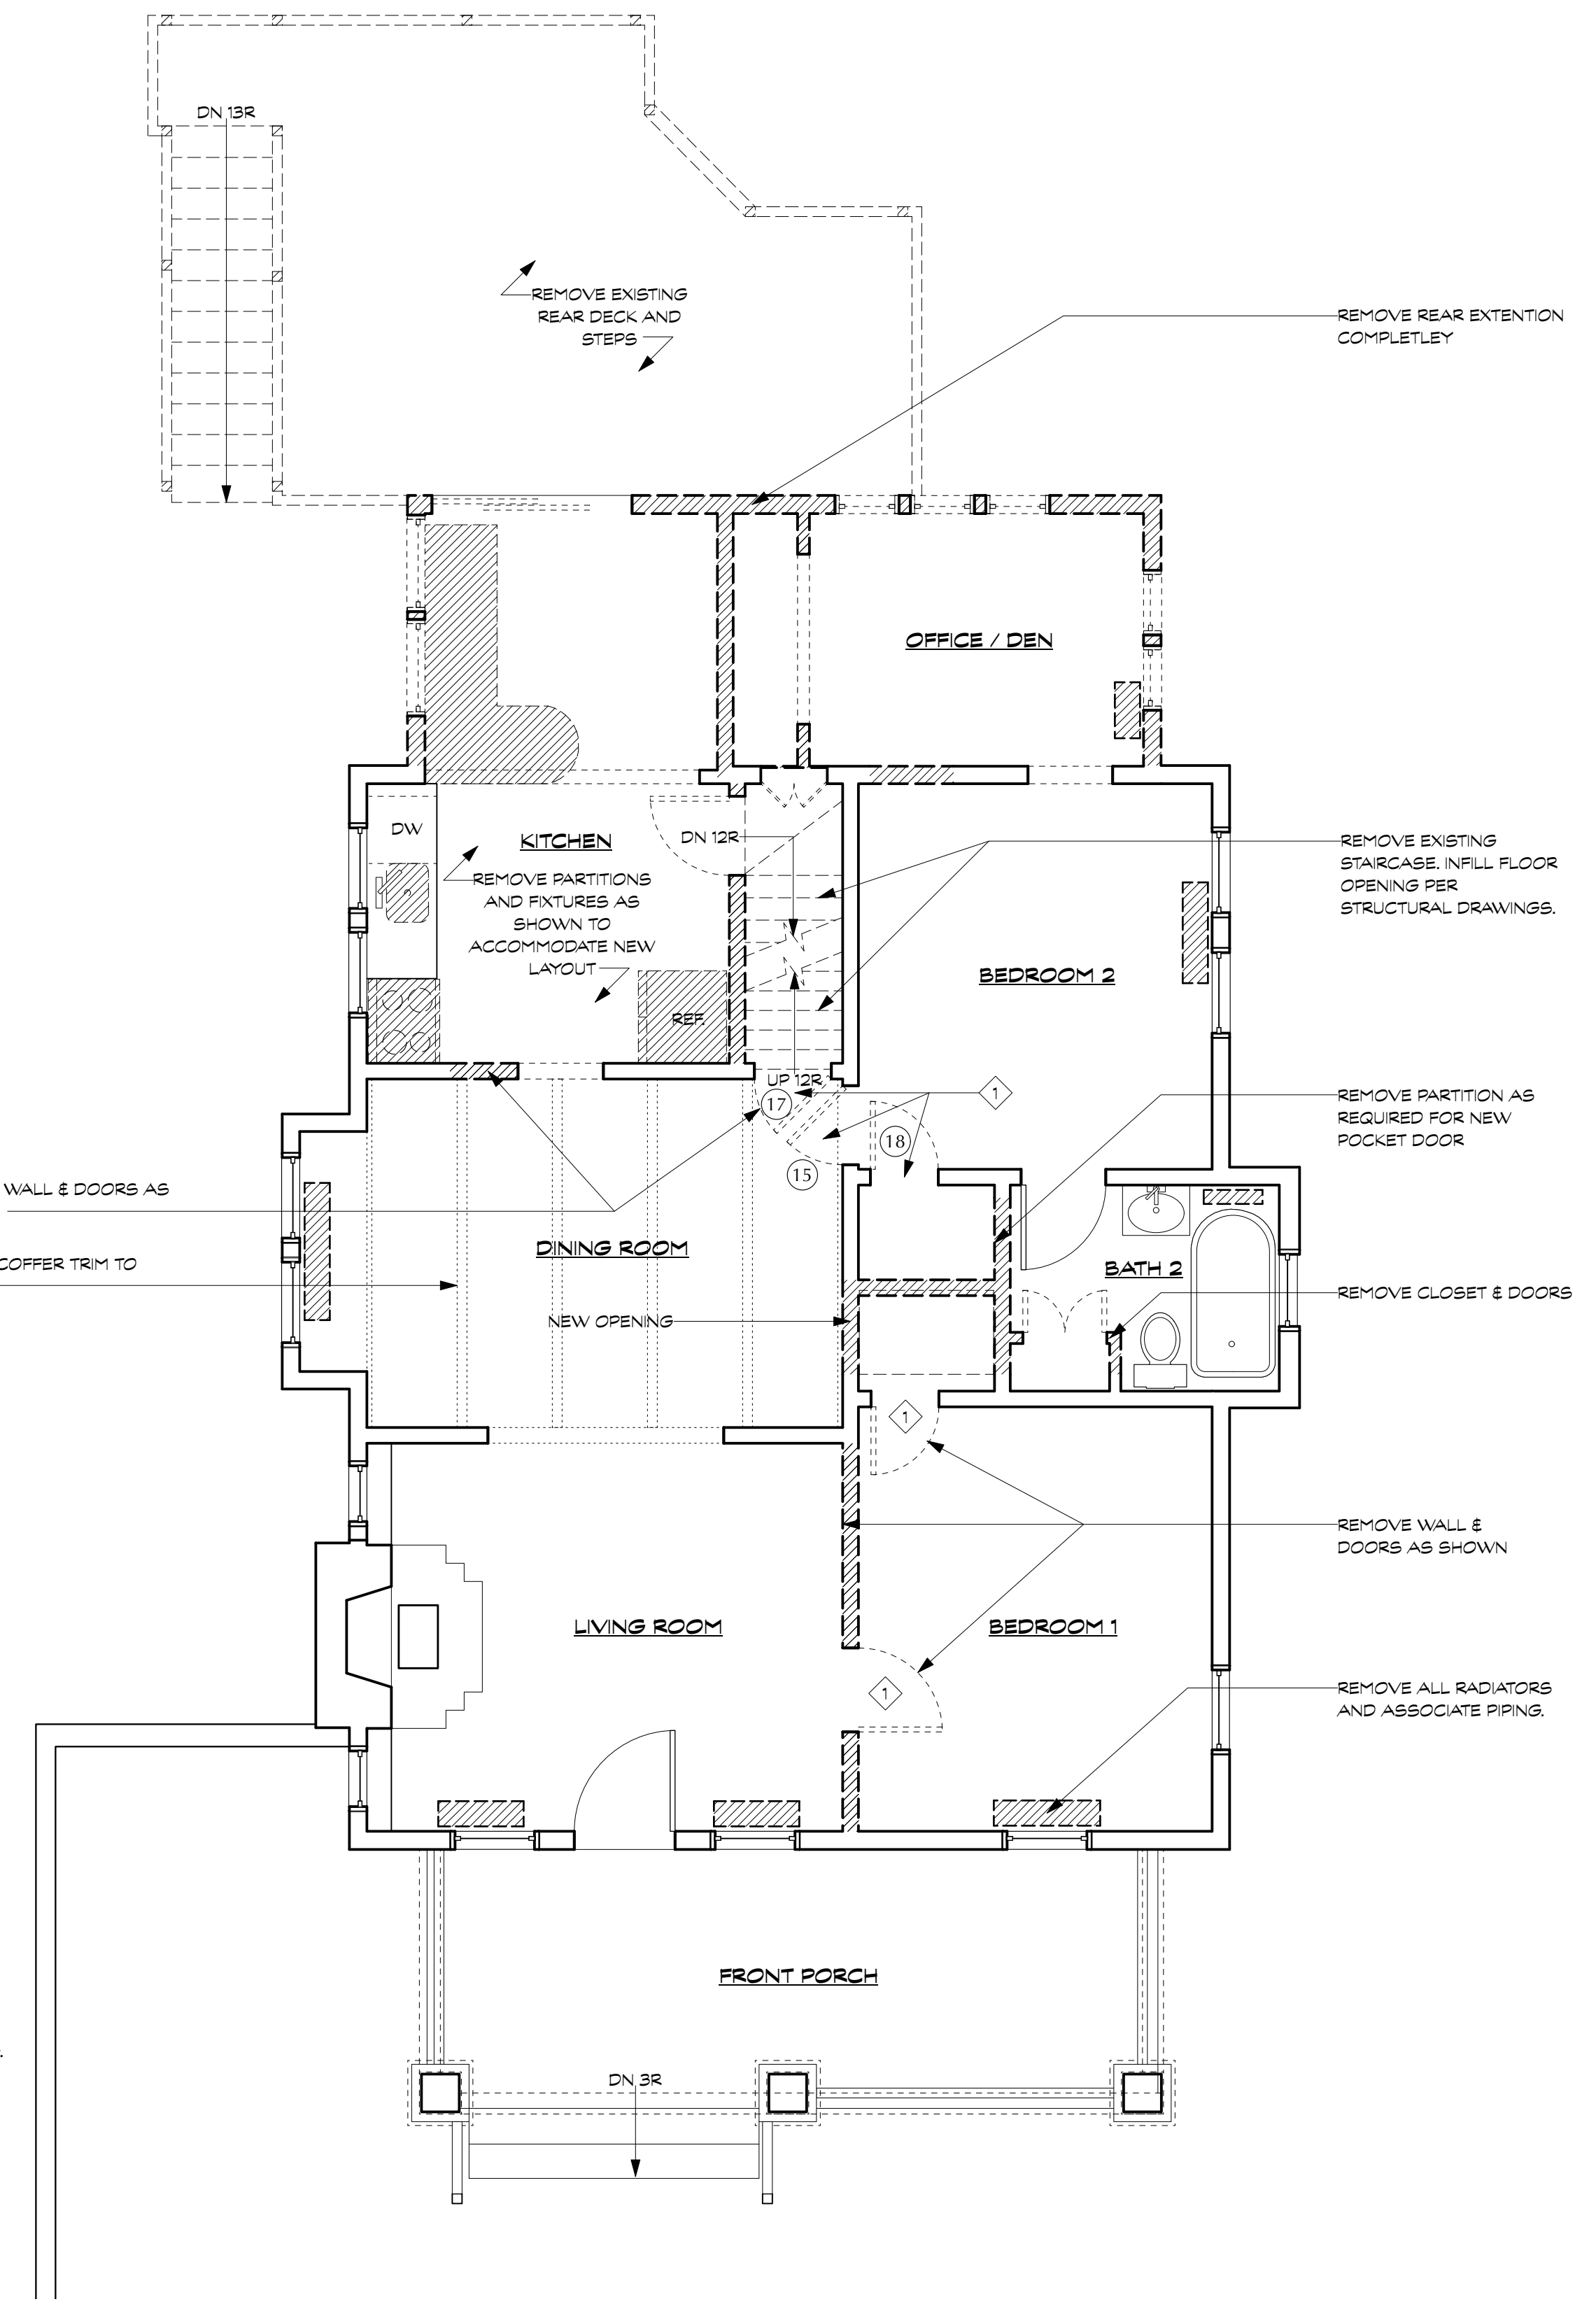 DN 13R
REMOVE EXISTING
REAR DECK AND
STEPS
REMOVE REAR EXTENTION
COMPLETLEY
OFFICE / DEN
DW
KITCHEN
DN 12R
REMOVE PARTITIONS
AND FIXTURES AS
SHOWN TO
ACCOMMODATE NEW
LAYOUT
REF.
REMOVE EXISTING
STAIRCASE. INFILL FLOOR
OPENING PER
STRUCTURAL DRAWINGS.
BEDROOM 2
UP 12R
17
1
18
15
REMOVE PARTITION AS
REQUIRED FOR NEW
POCKET DOOR
WALL & DOORS AS
DINING ROOM
COFFER TRIM TO
BATH 2
REMOVE CLOSET & DOORS
NEW OPENING
1
REMOVE WALL &
DOORS AS SHOWN
LIVING ROOM
BEDROOM 1
1
REMOVE ALL RADIATORS
AND ASSOCIATE PIPING.
FRONT PORCH
DN 3R